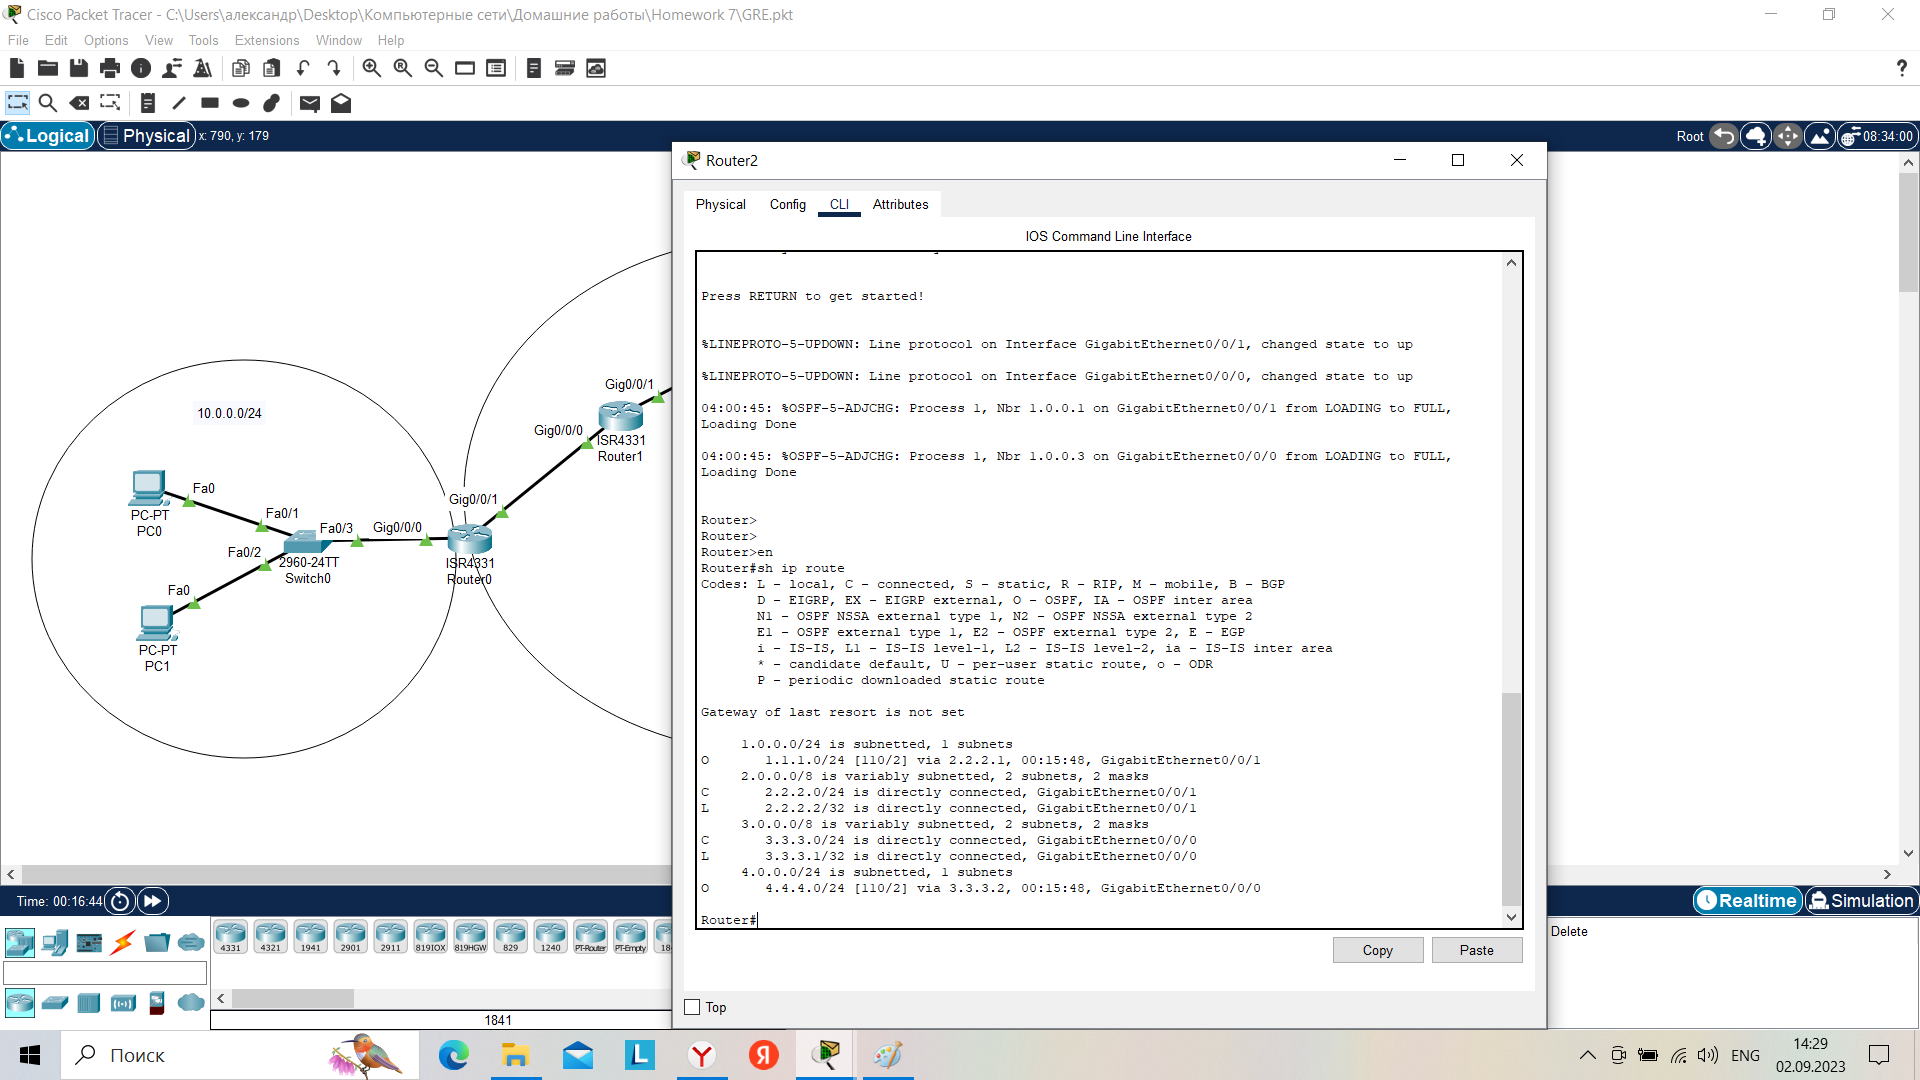 Cisco Packet Tracer - C:\Users\александр\Desktop\Компьютерные сети\Домашние работы\Homework 7\GRE.pkt
File Edit Options View Tools Extensions Window Help
?
Logical Physical x: 790, y: 179
Root 08:34:00
10.0.0.0/24
Fa0
PC-PT
PC0
Fa0/1
Fa0/2
Fa0/3
Gig0/0/0
2960-24TT
Switch0
Fa0
PC-PT
PC1
Gig0/0/1
ISR4331
Router0
Gig0/0/0
Gig0/0/1
ISR4331
Router1
Router2
Physical Config CLI Attributes
IOS Command Line Interface
Press RETURN to get started!
%LINEPROTO-5-UPDOWN: Line protocol on Interface GigabitEthernet0/0/1, changed state to up
%LINEPROTO-5-UPDOWN: Line protocol on Interface GigabitEthernet0/0/0, changed state to up
04:00:45: %OSPF-5-ADJCHG: Process 1, Nbr 1.0.0.1 on GigabitEthernet0/0/1 from LOADING to FULL,
Loading Done
04:00:45: %OSPF-5-ADJCHG: Process 1, Nbr 1.0.0.3 on GigabitEthernet0/0/0 from LOADING to FULL,
Loading Done
Router>
Router>
Router>en
Router#sh ip route
Codes: L - local, C - connected, S - static, R - RIP, M - mobile, B - BGP
D - EIGRP, EX - EIGRP external, O - OSPF, IA - OSPF inter area
N1 - OSPF NSSA external type 1, N2 - OSPF NSSA external type 2
E1 - OSPF external type 1, E2 - OSPF external type 2, E - EGP
i - IS-IS, L1 - IS-IS level-1, L2 - IS-IS level-2, ia - IS-IS inter area
* - candidate default, U - per-user static route, o - ODR
P - periodic downloaded static route
Gateway of last resort is not set
1.0.0.0/24 is subnetted, 1 subnets
O 1.1.1.0/24 [110/2] via 2.2.2.1, 00:15:48, GigabitEthernet0/0/1
2.0.0.0/8 is variably subnetted, 2 subnets, 2 masks
C 2.2.2.0/24 is directly connected, GigabitEthernet0/0/1
L 2.2.2.2/32 is directly connected, GigabitEthernet0/0/1
3.0.0.0/8 is variably subnetted, 2 subnets, 2 masks
C 3.3.3.0/24 is directly connected, GigabitEthernet0/0/0
L 3.3.3.1/32 is directly connected, GigabitEthernet0/0/0
4.0.0.0/24 is subnetted, 1 subnets
O 4.4.4.0/24 [110/2] via 3.3.3.2, 00:15:48, GigabitEthernet0/0/0
Router#
Copy Paste
Top
Time: 00:16:44
Realtime Simulation
4331 4321 1941 2901 2911 819IOX 819HGW 829 1240 PT-Router PT-Empty 18
1841
Delete
Поиск
ENG
14:29
02.09.2023